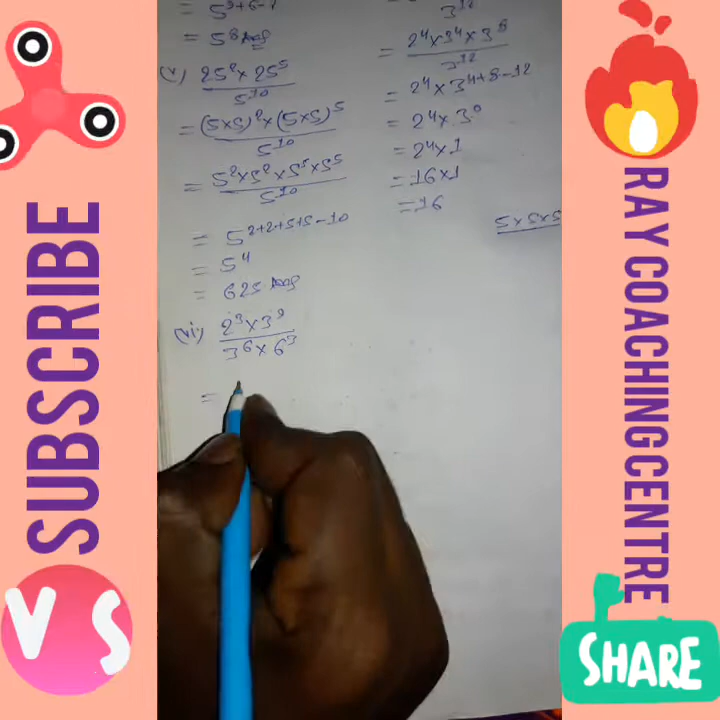 = 5^8 Ans
(v) 25^2 × 25^5 / 5^10
= (5×5)^2 × (5×5)^5 / 5^10
= 5^2×5^2×5^5×5^5 / 5^10
= 5^2+2+5+5-10
= 5^4
= 625 Ans
(vi) 2^3 × 3^9 / 3^6 × 6^3
=
3^12
= 2^4×3^4×3^8 / 3^12
= 2^4×3^4+8-12
= 2^4×3^0
= 2^4×1
= 16×1
= 16
5×5×5
SUBSCRIBE
VS
RAY COACHING CENTRE
SHARE